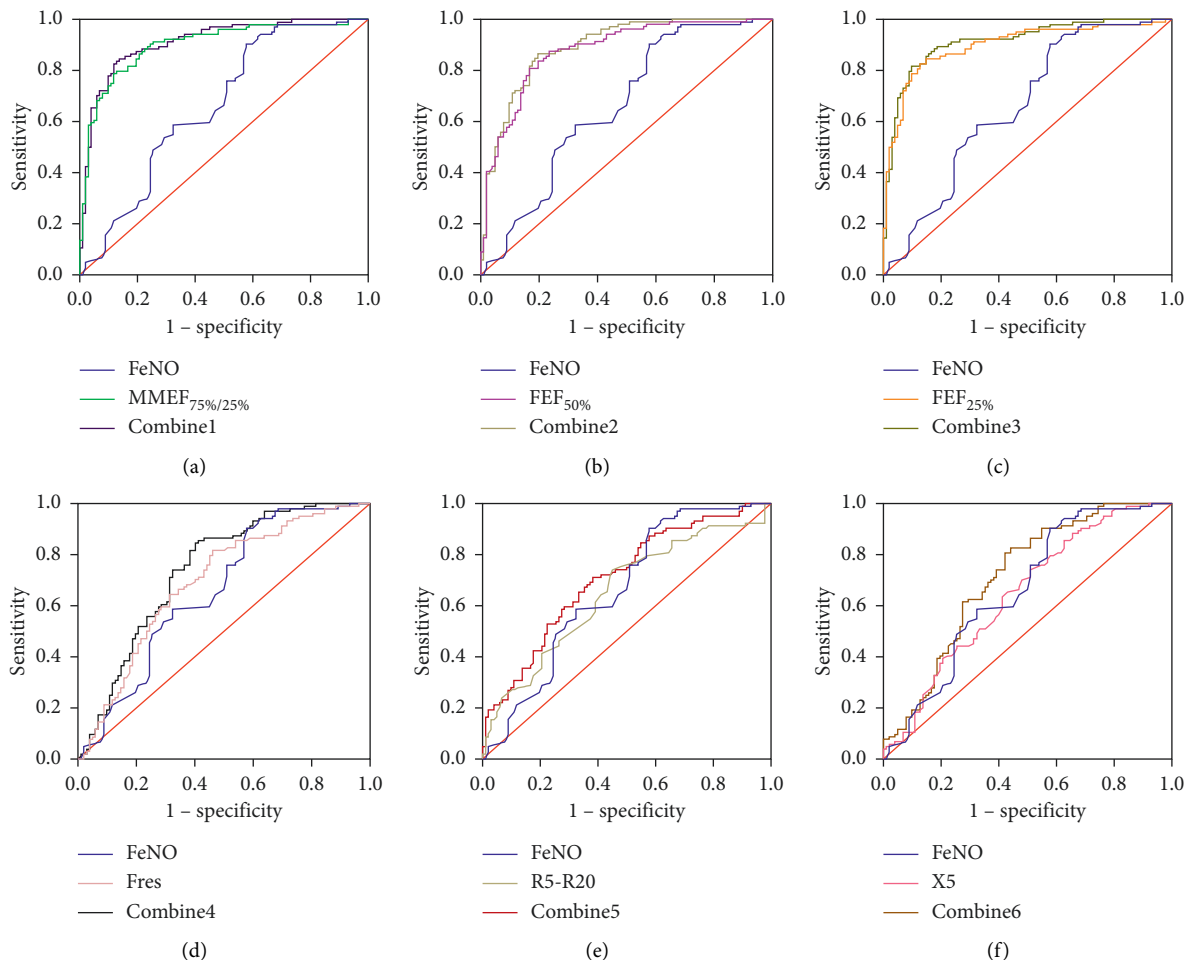 1.0
0.8
0.6
0.4
0.2
0.0
Sensitivity
0.0 0.2 0.4 0.6 0.8 1.0
1 – specificity
FeNO
MMEF75%/25%
Combine1
(a)
1.0
0.8
0.6
0.4
0.2
0.0
Sensitivity
0.0 0.2 0.4 0.6 0.8 1.0
1 – specificity
FeNO
FEF50%
Combine2
(b)
1.0
0.8
0.6
0.4
0.2
0.0
Sensitivity
0.0 0.2 0.4 0.6 0.8 1.0
1 – specificity
FeNO
FEF25%
Combine3
(c)
1.0
0.8
0.6
0.4
0.2
0.0
Sensitivity
0.0 0.2 0.4 0.6 0.8 1.0
1 – specificity
FeNO
Fres
Combine4
(d)
1.0
0.8
0.6
0.4
0.2
0.0
Sensitivity
0.0 0.2 0.4 0.6 0.8 1.0
1 – specificity
FeNO
R5-R20
Combine5
(e)
1.0
0.8
0.6
0.4
0.2
0.0
Sensitivity
0.0 0.2 0.4 0.6 0.8 1.0
1 – specificity
FeNO
X5
Combine6
(f)